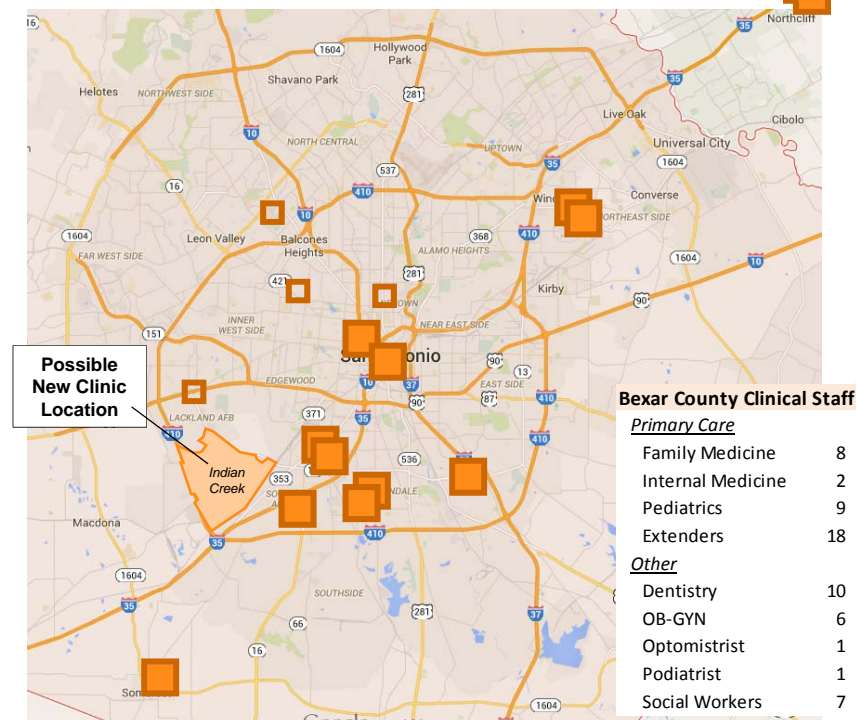 16
Northcliff
35
1604
Hollywood
Park
Shavano Park
35
Helotes
NORTHWEST SIDE
281
Live Oak
Cibolo
10
NORTH CENTRAL
UPTOWN
Universal City
35
1604
537
16
410
Converse
10
1604
Leon Valley
Balcones
Heights
368
410
FAR WEST SIDE
ALAMO HEIGHTS
1604
10
281
421
Kirby
90
INNER
WEST SIDE
NEAR EAST SIDE
151
Possible
New Clinic
Location
90
13
EDGEWOOD
10
37
EAST SIDE
90
87
410
LACKLAND AFB
371
35
410
410
536
Indian
Creek
353
Macdona
35
410
1604
35
SOUTHSIDE
281
37
66
16
1604
Bexar County Clinical Staff
Primary Care
Family Medicine 8
Internal Medicine 2
Pediatrics 9
Extenders 18
Other
Dentistry 10
OB-GYN 6
Optomistrist 1
Podiatrist 1
Social Workers 7